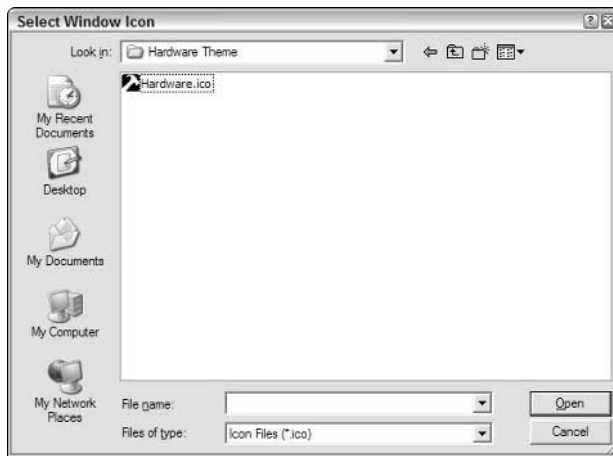 Select Window Icon
Look in: Hardware Theme
Hardware.ico
My Recent
Documents
Desktop
My Documents
My Computer
My Network
Places
File name:
Open
Files of type: Icon Files (*.ico)
Cancel